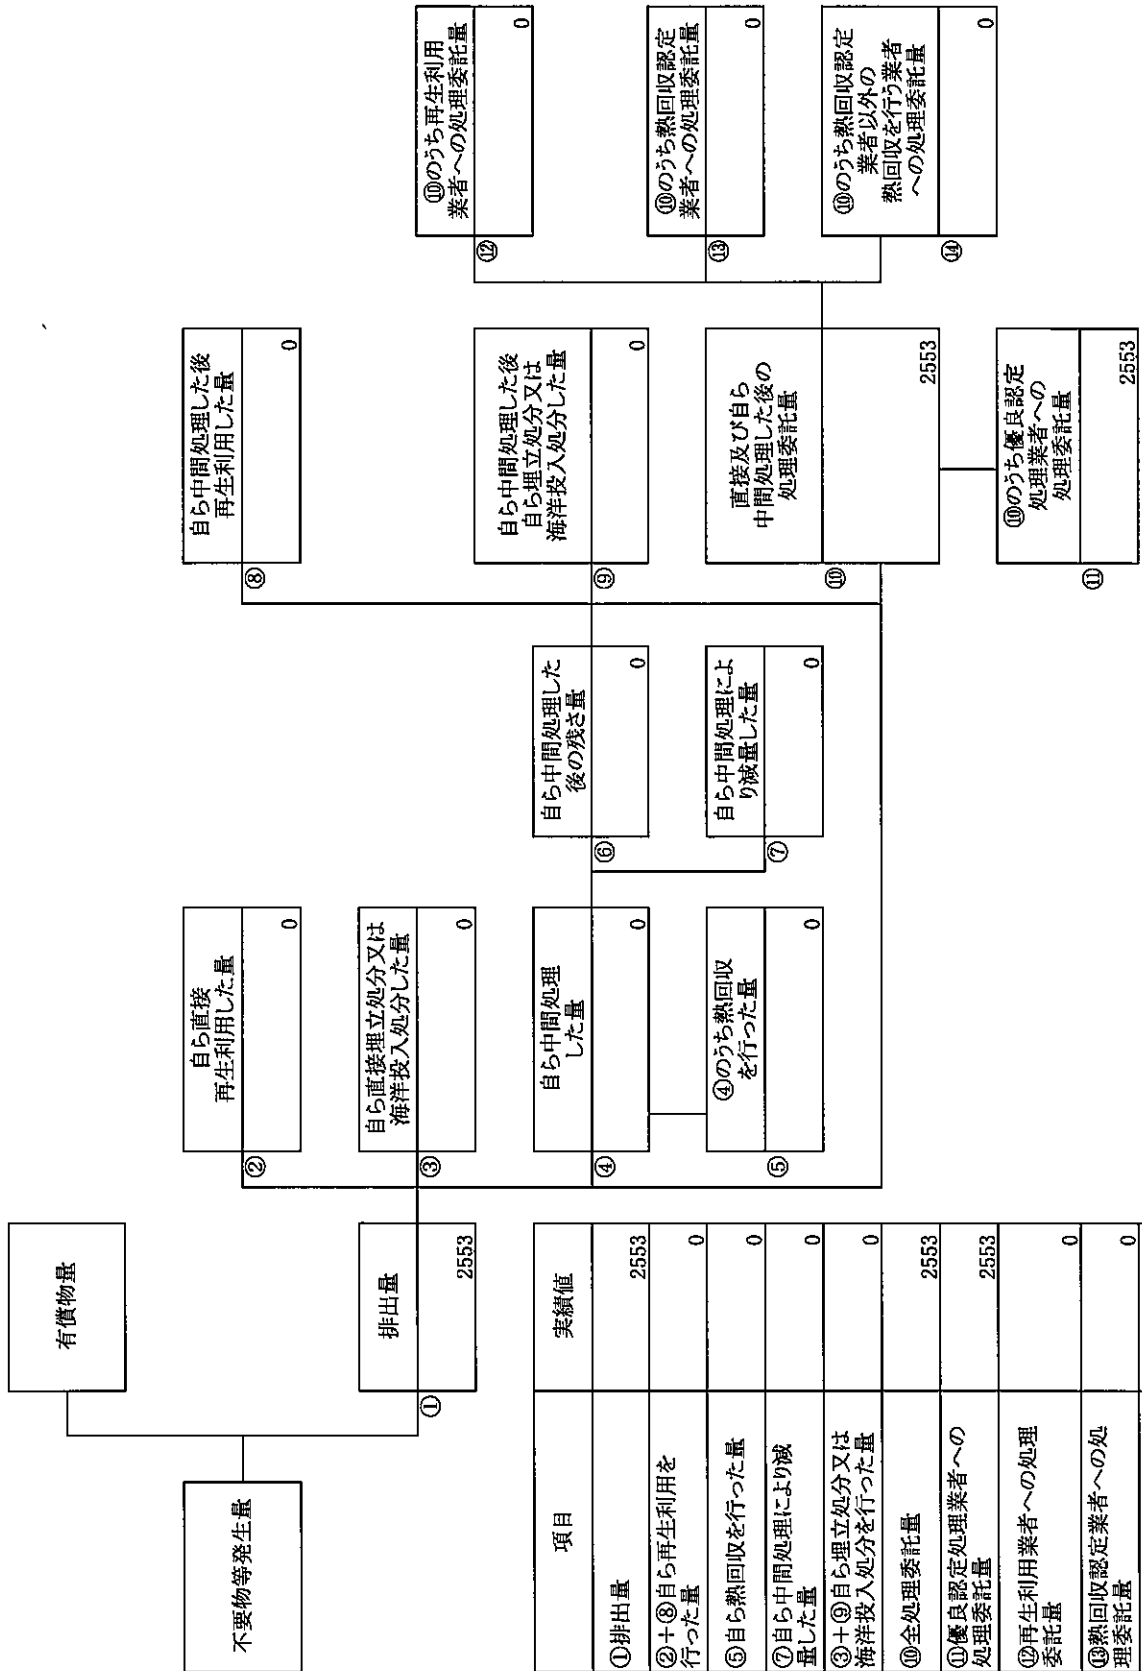 不要物等発生量
有償物量
排出量
①
2553
自ら直接
再生利用した量
②
0
自ら直接埋立処分又は
海洋投入処分した量
③
0
自ら中間処理
した量
④
0
④のうち熱回収
を行った量
⑤
0
自ら中間処理した
後の残さ量
⑥
0
自ら中間処理によ
り減量した量
⑦
0
自ら中間処理した後
再生利用した量
⑧
0
自ら中間処理した後
自ら埋立処分又は
海洋投入処分した量
⑨
0
直接及び自ら
中間処理した後の
処理委託量
⑩
2553
⑩のうち優良認定
処理業者への
処理委託量
⑪
2553
⑩のうち再生利用
業者への処理委託量
⑫
0
⑩のうち熱回収認定
業者への処理委託量
⑬
0
⑩のうち熱回収認定
業者以外の
熱回収を行う業者
への処理委託量
⑭
0
項目 実績値
①排出量 2553
②+⑧自ら再生利用を
行った量 0
⑤自ら熱回収を行った量 0
⑦自ら中間処理により減
量した量 0
③+⑨自ら埋立処分又は
海洋投入処分を行った量 0
⑩全処理委託量 2553
⑪優良認定処理業者への
処理委託量 2553
⑫再生利用業者への処理
委託量 0
⑬熱回収認定業者への処
理委託量 0